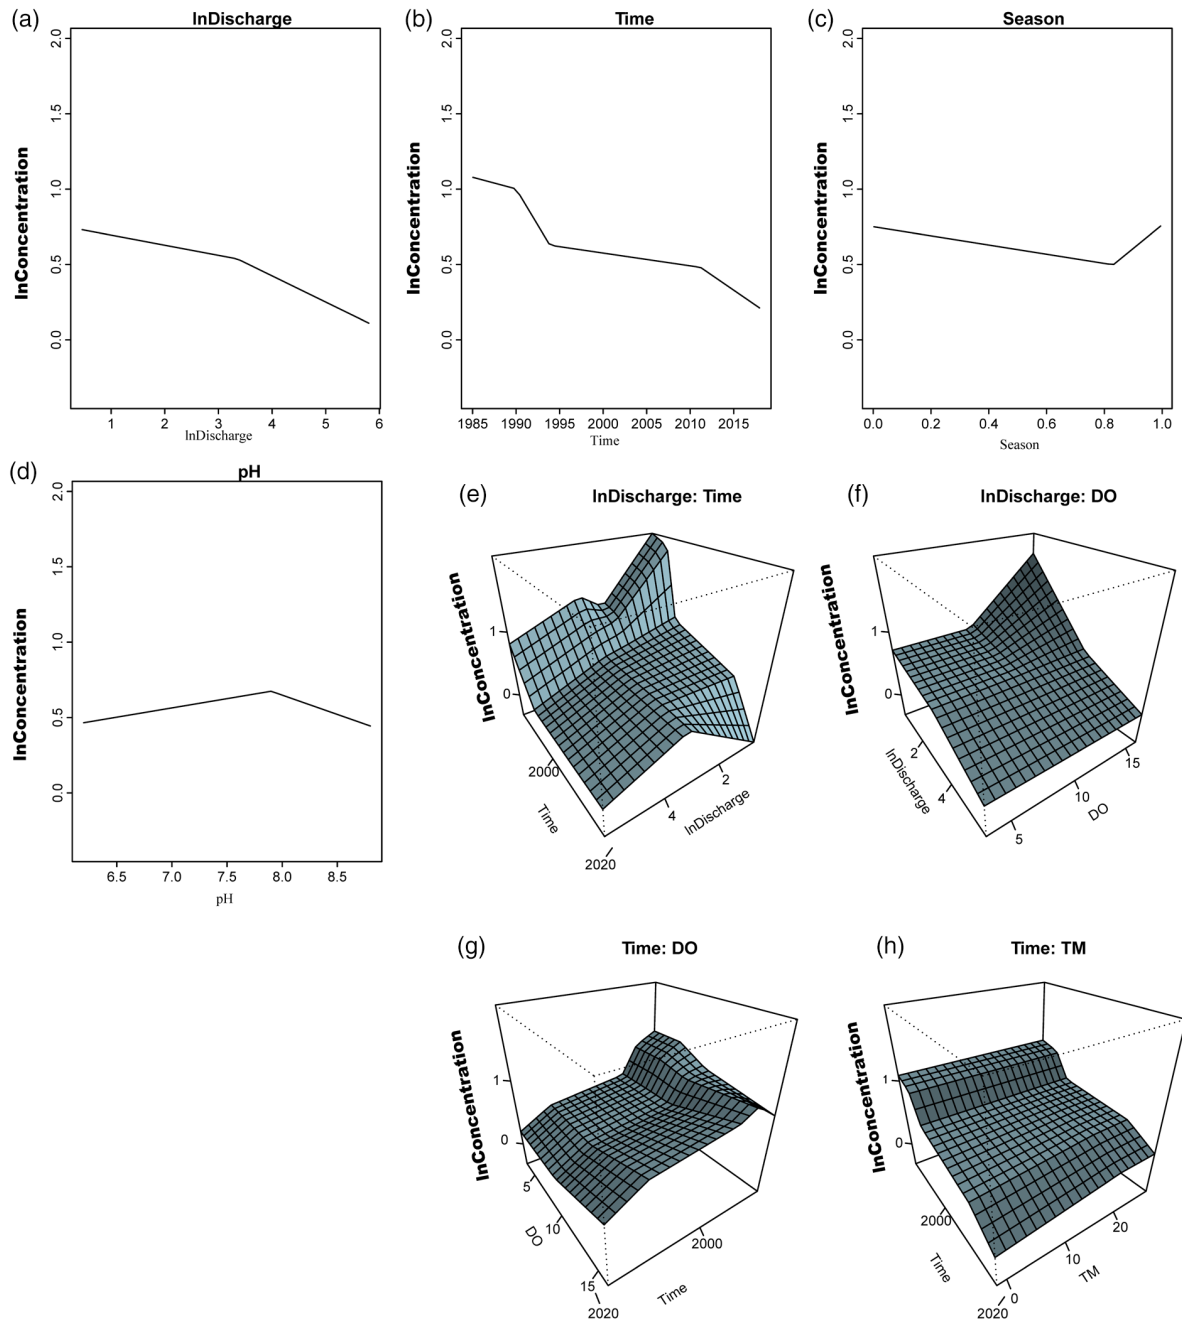 (a)
lnDischarge
lnConcentration
2.0
1.5
1.0
0.5
0.0
1 2 3 4 5 6
lnDischarge
(b)
Time
lnConcentration
2.0
1.5
1.0
0.5
0.0
1985 1990 1995 2000 2005 2010 2015
Time
(c)
Season
lnConcentration
2.0
1.5
1.0
0.5
0.0
0.0 0.2 0.4 0.6 0.8 1.0
Season
(d)
pH
lnConcentration
2.0
1.5
1.0
0.5
0.0
6.5 7.0 7.5 8.0 8.5
pH
(e)
lnDischarge: Time
lnConcentration
1
0
2000
2020
Time
4
2
lnDischarge
(f)
lnDischarge: DO
lnConcentration
1
0
2
4
lnDischarge
5
10
15
DO
(g)
Time: DO
lnConcentration
1
0
5
10
15
DO
2020
2000
Time
(h)
Time: TM
lnConcentration
1
0
2000
2020
Time
0
10
20
TM